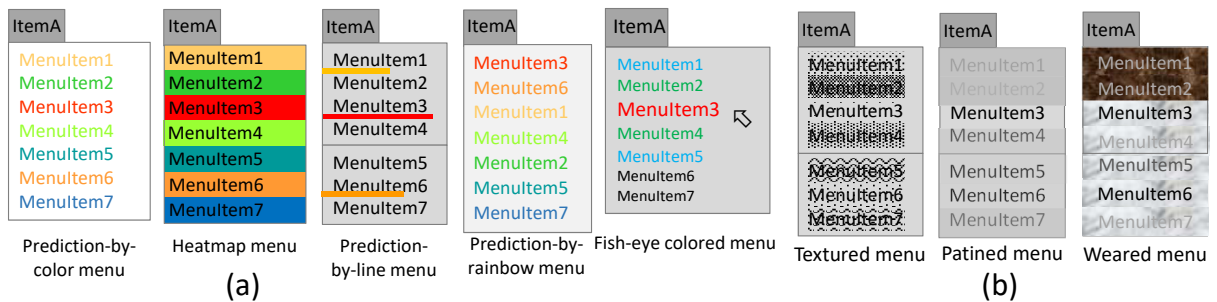 ItemA
MenuItem1
MenuItem2
MenuItem3
MenuItem4
MenuItem5
MenuItem6
MenuItem7
Prediction-by-
color menu
ItemA
MenuItem1
MenuItem2
MenuItem3
MenuItem4
MenuItem5
MenuItem6
MenuItem7
Heatmap menu
ItemA
MenuItem1
MenuItem2
MenuItem3
MenuItem4
MenuItem5
MenuItem6
MenuItem7
Prediction-
by-line menu
ItemA
MenuItem3
MenuItem6
MenuItem1
MenuItem4
MenuItem2
MenuItem5
MenuItem7
Prediction-by-
rainbow menu
ItemA
MenuItem1
MenuItem2
MenuItem3
MenuItem4
MenuItem5
MenuItem6
MenuItem7
Fish-eye colored menu
(a)
ItemA
MenuItem1
MenuItem2
MenuItem3
MenuItem4
MenuItem5
MenuItem6
MenuItem7
Textured menu
ItemA
MenuItem1
MenuItem2
MenuItem3
MenuItem4
MenuItem5
MenuItem6
MenuItem7
Patined menu
ItemA
MenuItem1
MenuItem2
MenuItem3
MenuItem4
MenuItem5
MenuItem6
MenuItem7
Weared menu
(b)